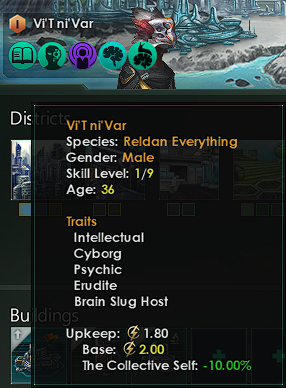 Vi'T ni'Var
Districts
Vi'T ni'Var
Species: Reldan Everything
Gender: Male
Skill Level: 1/9
Age: 36
Traits
Intellectual
Cyborg
Psychic
Erudite
Brain Slug Host
Buildings
Upkeep: 1.80
Base: 2.00
The Collective Self: -10.00%